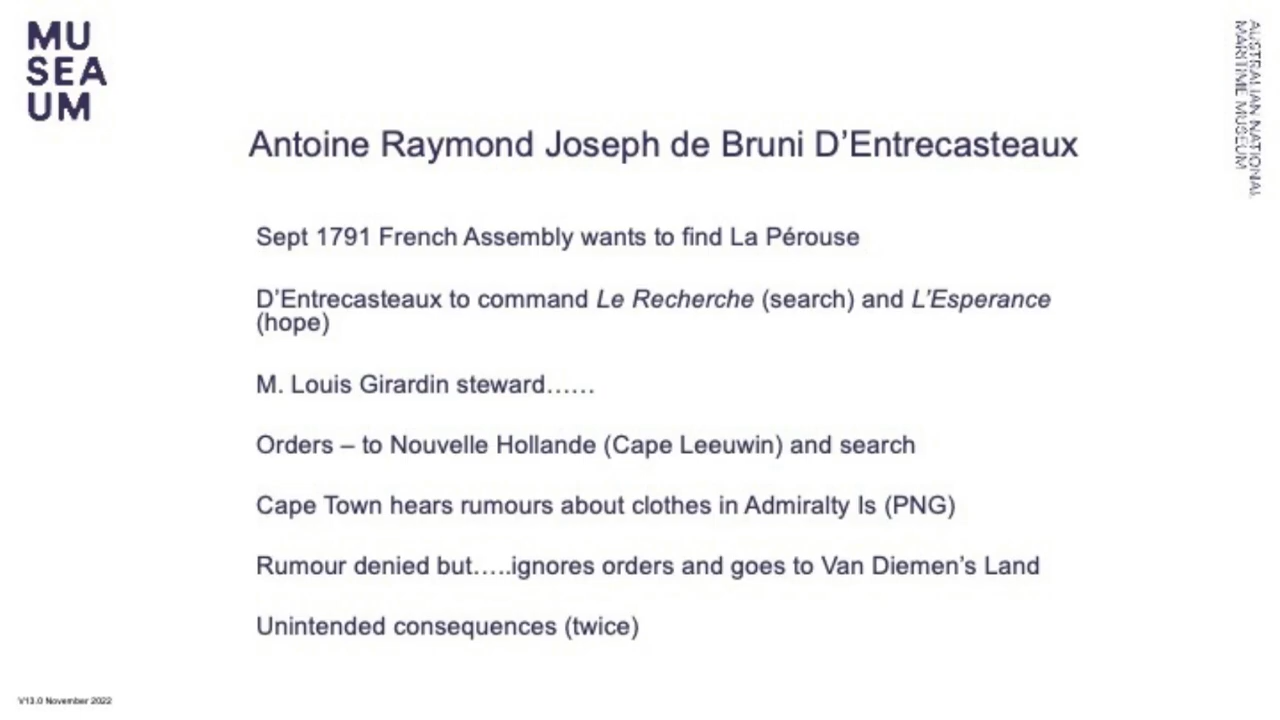 MU
SEA
UM
AUSTRALIAN NATIONAL
MARITIME MUSEUM
Antoine Raymond Joseph de Bruni D’Entrecasteaux
Sept 1791 French Assembly wants to find La Pérouse
D’Entrecasteaux to command Le Recherche (search) and L’Esperance
(hope)
M. Louis Girardin steward……
Orders – to Nouvelle Hollande (Cape Leeuwin) and search
Cape Town hears rumours about clothes in Admiralty Is (PNG)
Rumour denied but…..ignores orders and goes to Van Diemen’s Land
Unintended consequences (twice)
V13.0 November 2022